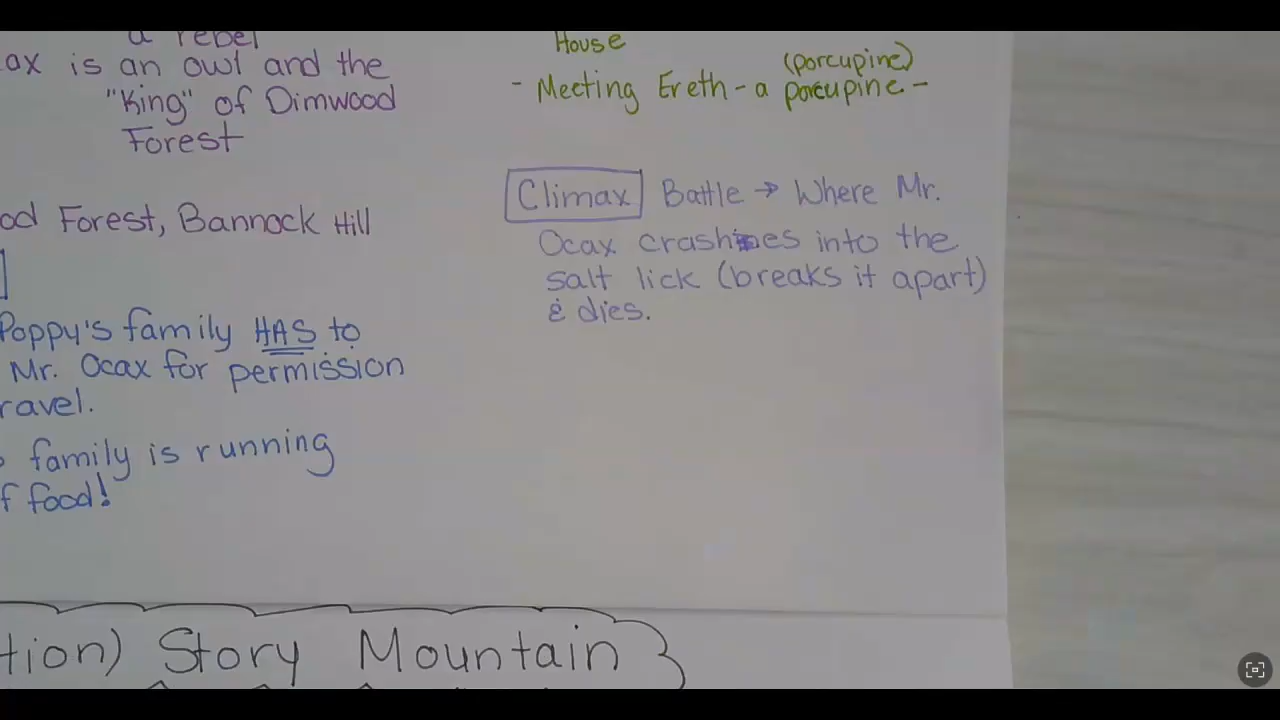 a rebel
ax is an owl and the
"King" of Dimwood
Forest
od Forest, Bannock Hill
Poppy's family HAS to
Mr. Ocax for permission
ravel.
family is running
f food!
House
(porcupine)
- Meeting Ereth - a porcupine -
Climax Battle → Where Mr.
Ocax crashes into the
salt lick (breaks it apart)
& dies.
tion) Story Mountain